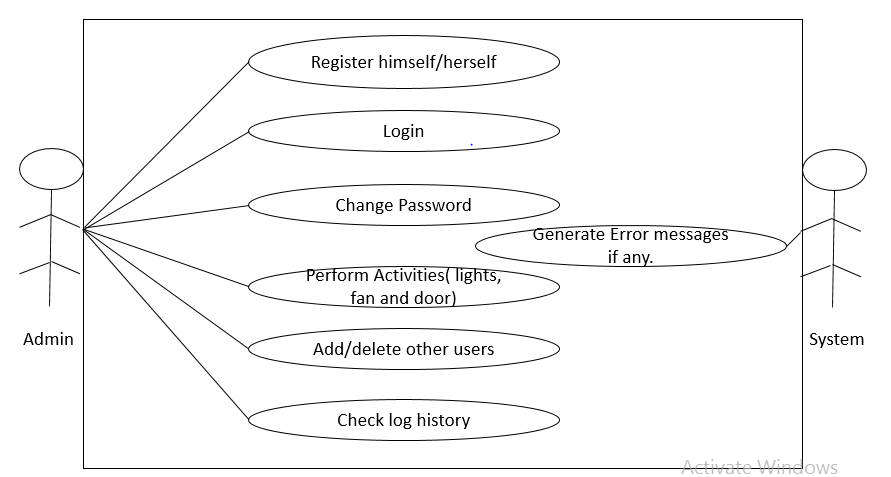 Register himself/herself
Login
Change Password
Generate Error messages
if any.
Perform Activities( lights,
fan and door)
Admin
System
Add/delete other users
Check log history
Activate Windows